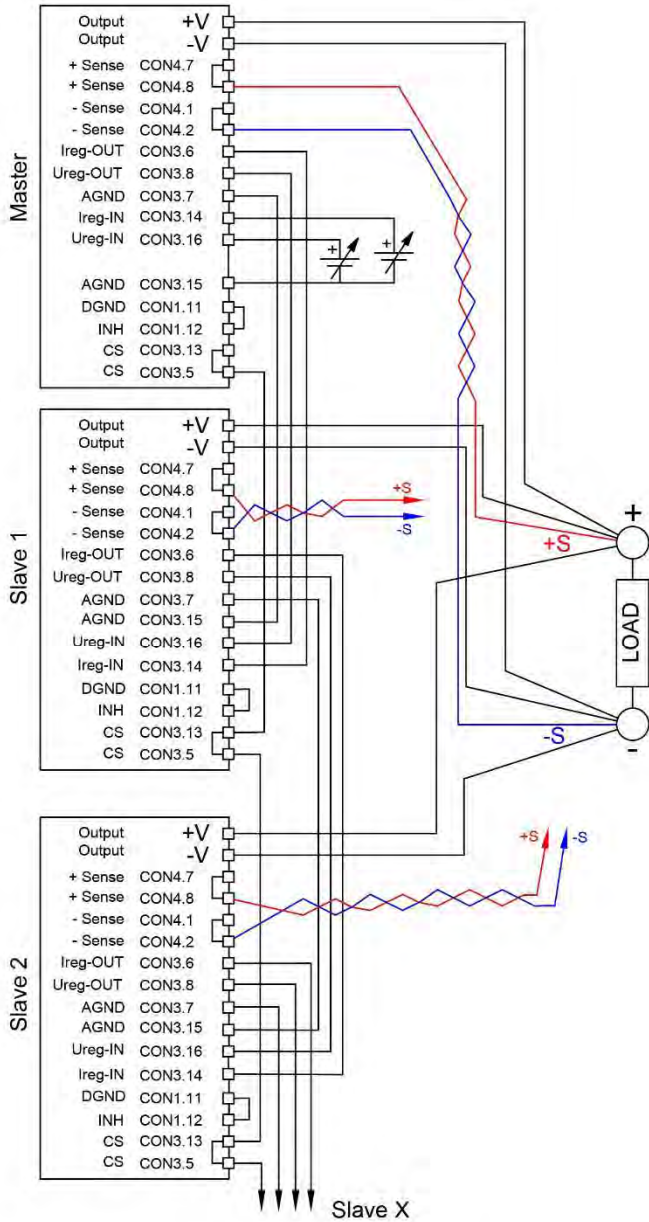 Master
Output +V
Output -V
+ Sense CON4.7
+ Sense CON4.8
- Sense CON4.1
- Sense CON4.2
Ireg-OUT CON3.6
Ureg-OUT CON3.8
AGND CON3.7
Ireg-IN CON3.14
Ureg-IN CON3.16
AGND CON3.15
DGND CON1.11
INH CON1.12
CS CON3.13
CS CON3.5
+
+
Slave 1
Output +V
Output -V
+ Sense CON4.7
+ Sense CON4.8
- Sense CON4.1
- Sense CON4.2
Ireg-OUT CON3.6
Ureg-OUT CON3.8
AGND CON3.7
AGND CON3.15
Ureg-IN CON3.16
Ireg-IN CON3.14
DGND CON1.11
INH CON1.12
CS CON3.13
CS CON3.5
+S
-S
+
+S
LOAD
-S
-
Slave 2
Output +V
Output -V
+ Sense CON4.7
+ Sense CON4.8
- Sense CON4.1
- Sense CON4.2
Ireg-OUT CON3.6
Ureg-OUT CON3.8
AGND CON3.7
AGND CON3.15
Ureg-IN CON3.16
Ireg-IN CON3.14
DGND CON1.11
INH CON1.12
CS CON3.13
CS CON3.5
+S -S
Slave X